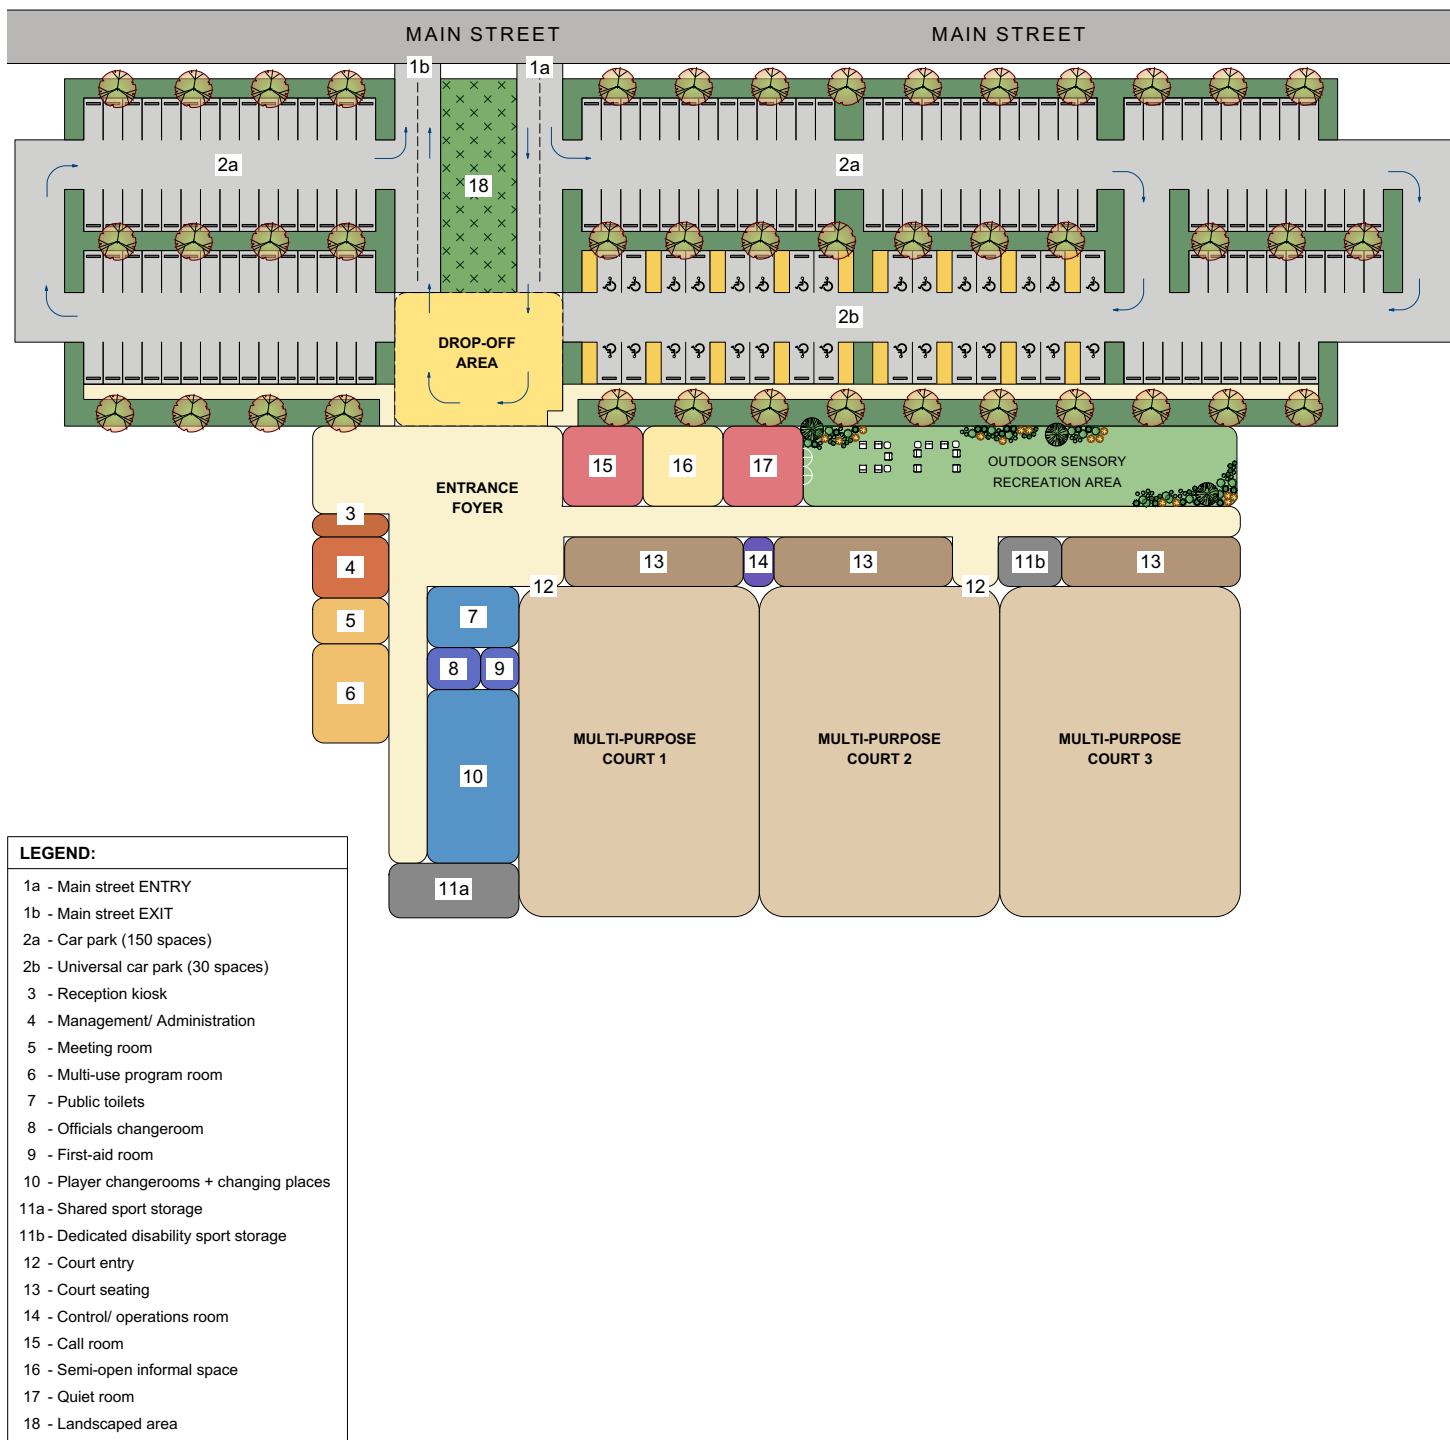 MAIN STREET
MAIN STREET
1b
1a
2a
18
2a
2b
DROP-OFF
AREA
15
16
17
OUTDOOR SENSORY
RECREATION AREA
ENTRANCE
FOYER
3
4
13
14
13
11b
13
12
12
5
7
8
9
6
10
11a
MULTI-PURPOSE
COURT 1
MULTI-PURPOSE
COURT 2
MULTI-PURPOSE
COURT 3
LEGEND:
1a - Main street ENTRY
1b - Main street EXIT
2a - Car park (150 spaces)
2b - Universal car park (30 spaces)
3 - Reception kiosk
4 - Management/ Administration
5 - Meeting room
6 - Multi-use program room
7 - Public toilets
8 - Officials changeroom
9 - First-aid room
10 - Player changerooms + changing places
11a - Shared sport storage
11b - Dedicated disability sport storage
12 - Court entry
13 - Court seating
14 - Control/ operations room
15 - Call room
16 - Semi-open informal space
17 - Quiet room
18 - Landscaped area